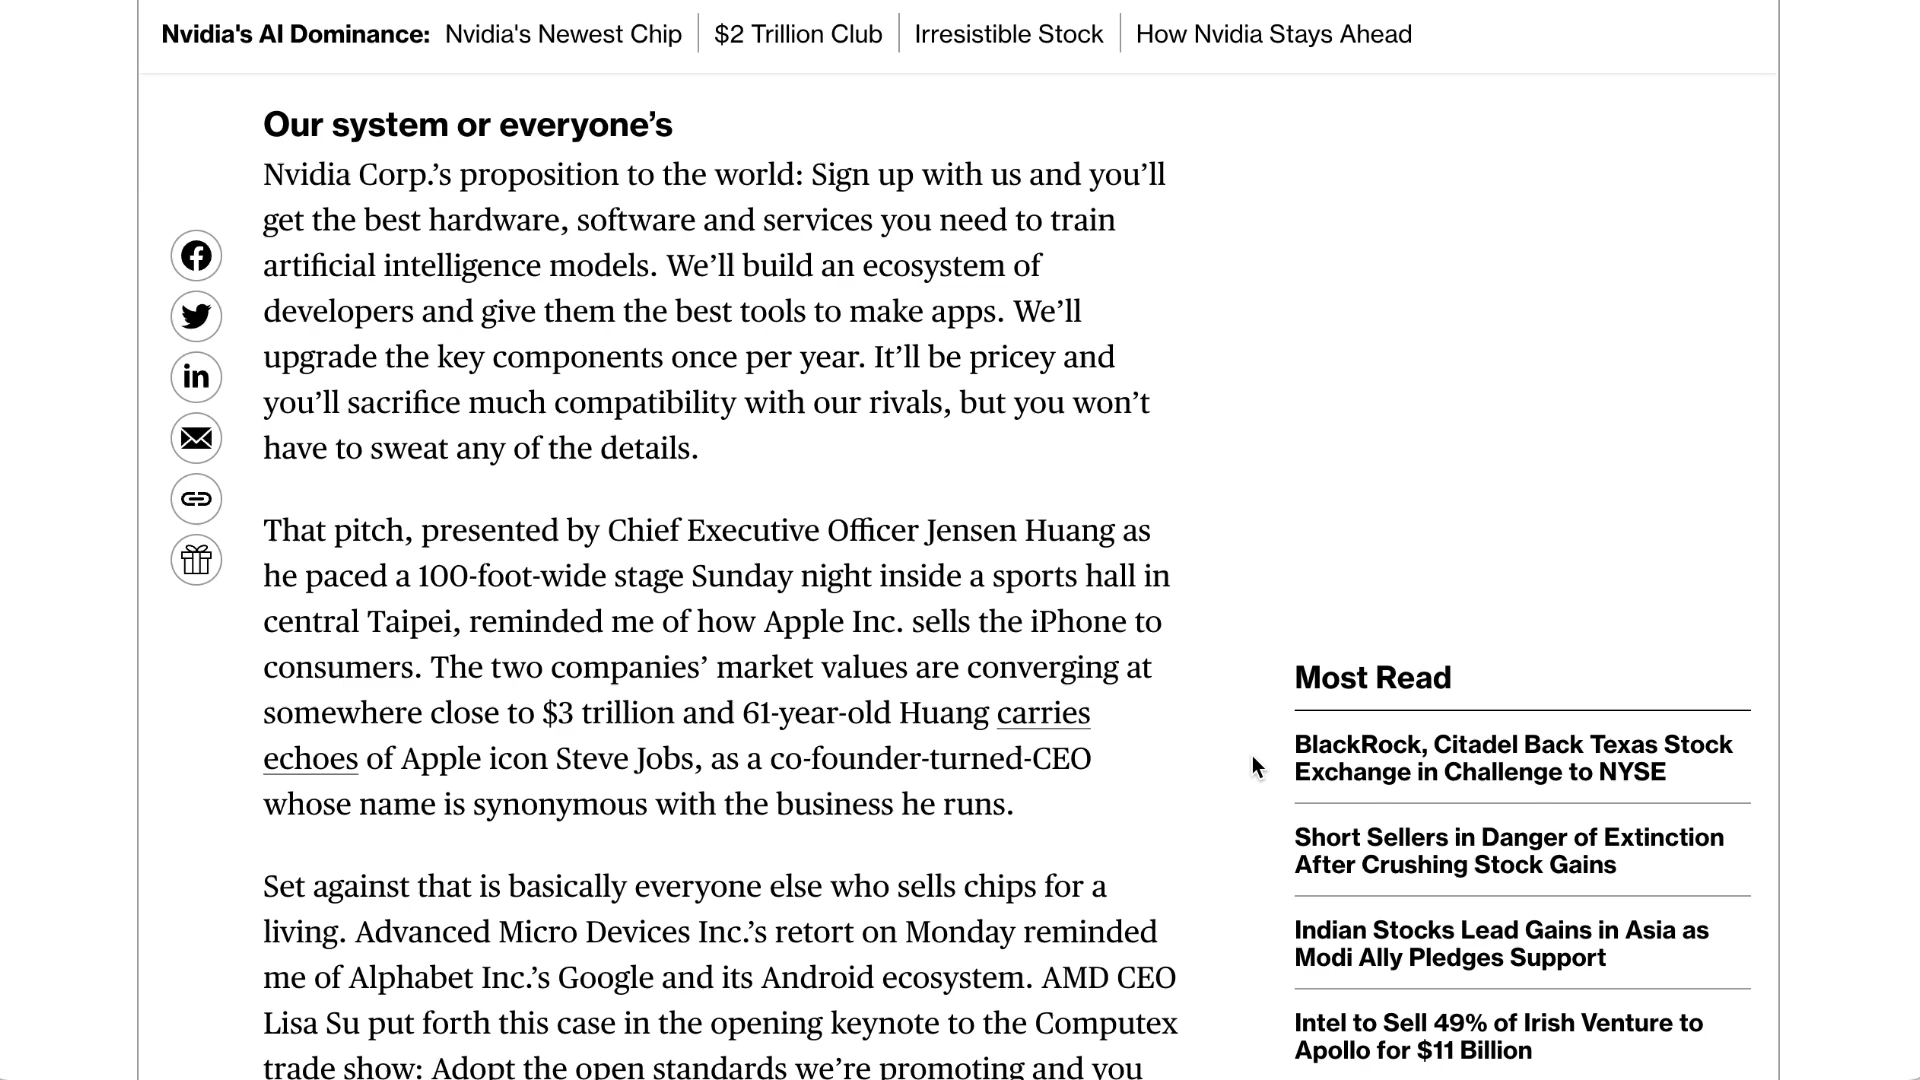 Nvidia's AI Dominance: Nvidia's Newest Chip $2 Trillion Club Irresistible Stock How Nvidia Stays Ahead
Our system or everyone’s
Nvidia Corp.’s proposition to the world: Sign up with us and you’ll
get the best hardware, software and services you need to train
artificial intelligence models. We’ll build an ecosystem of
developers and give them the best tools to make apps. We’ll
upgrade the key components once per year. It’ll be pricey and
you’ll sacrifice much compatibility with our rivals, but you won’t
have to sweat any of the details.
That pitch, presented by Chief Executive Officer Jensen Huang as
he paced a 100-foot-wide stage Sunday night inside a sports hall in
central Taipei, reminded me of how Apple Inc. sells the iPhone to
consumers. The two companies’ market values are converging at
somewhere close to $3 trillion and 61-year-old Huang carries
echoes of Apple icon Steve Jobs, as a co-founder-turned-CEO
whose name is synonymous with the business he runs.
Set against that is basically everyone else who sells chips for a
living. Advanced Micro Devices Inc.’s retort on Monday reminded
me of Alphabet Inc.’s Google and its Android ecosystem. AMD CEO
Lisa Su put forth this case in the opening keynote to the Computex
trade show: Adopt the open standards we’re promoting and you
Most Read
BlackRock, Citadel Back Texas Stock
Exchange in Challenge to NYSE
Short Sellers in Danger of Extinction
After Crushing Stock Gains
Indian Stocks Lead Gains in Asia as
Modi Ally Pledges Support
Intel to Sell 49% of Irish Venture to
Apollo for $11 Billion